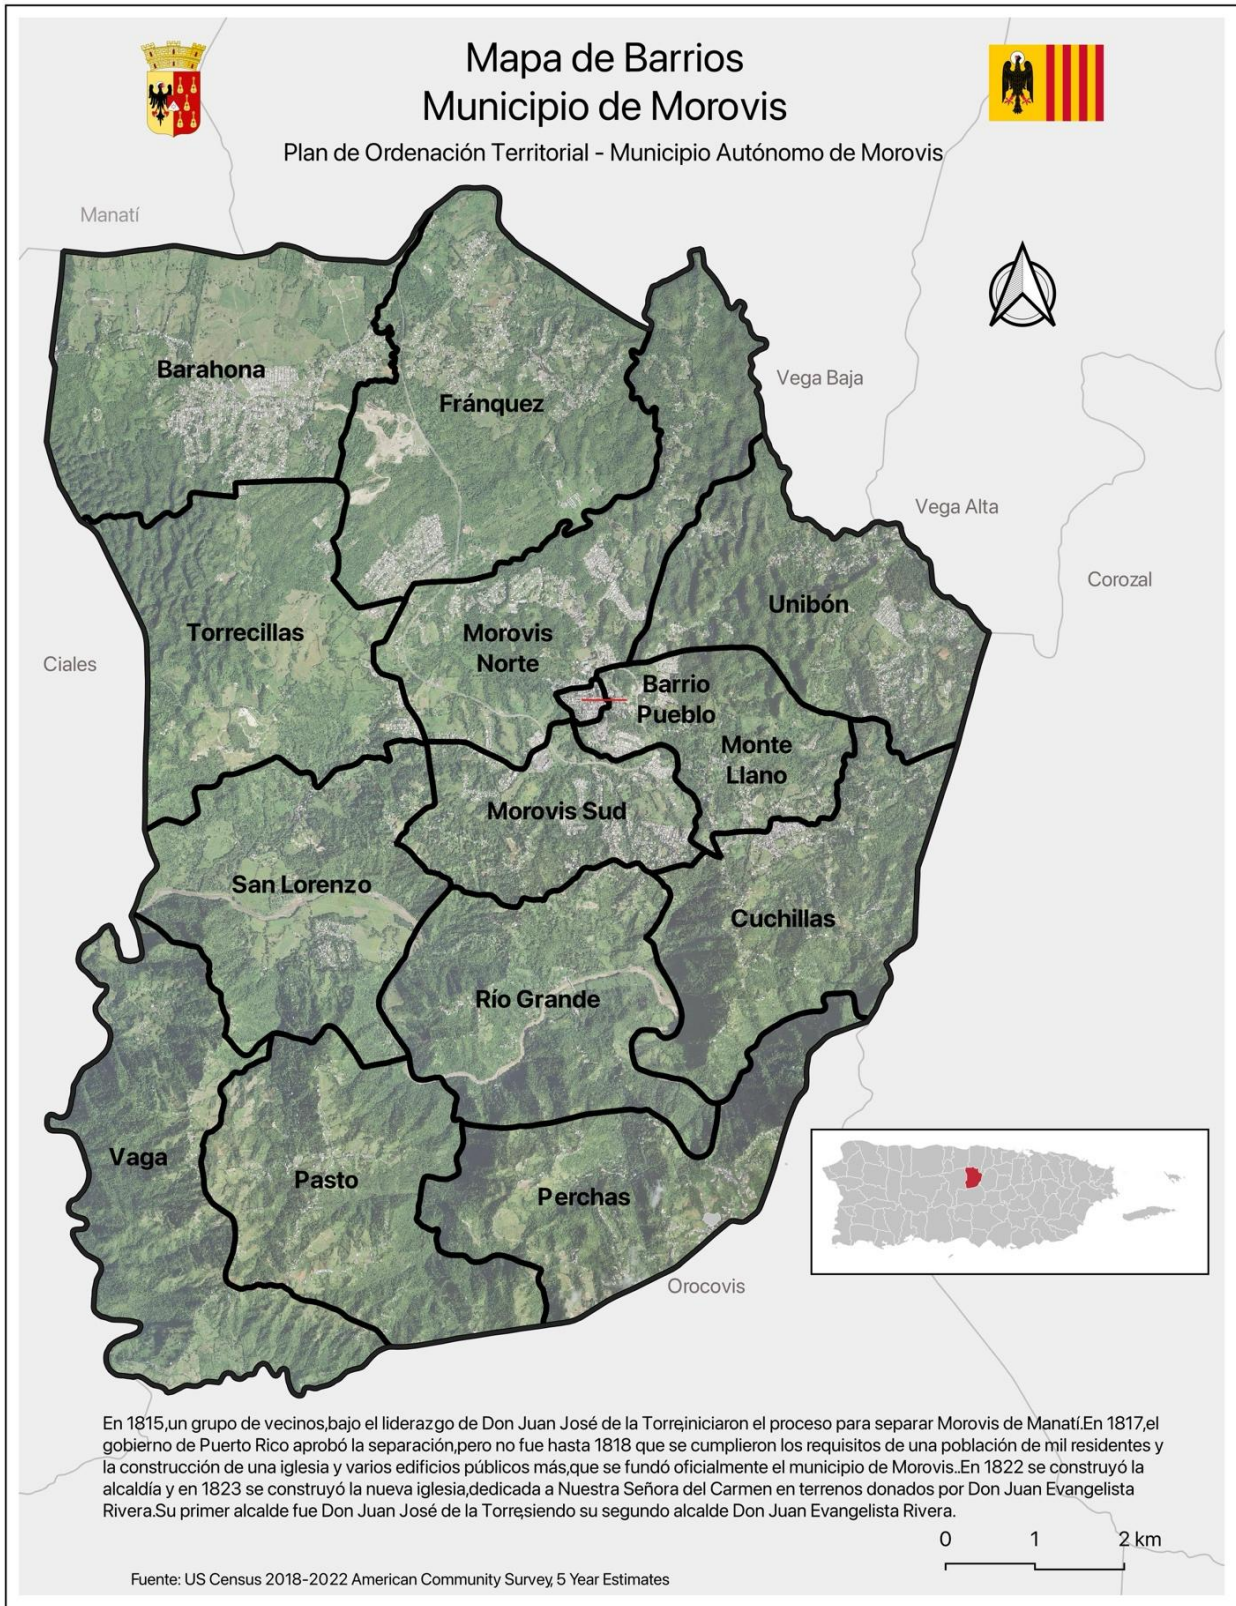 Mapa de Barrios
Municipio de Morovis
Plan de Ordenación Territorial - Municipio Autónomo de Morovis
Manatí
Barahona
Fránquez
Vega Baja
Vega Alta
Corozal
Unibón
Torrecillas
Morovis
Norte
Ciales
Barrio
Pueblo
Monte
Llano
Morovis Sud
San Lorenzo
Cuchillas
Río Grande
Vaga
Pasto
Perchas
Orocovis
En 1815,un grupo de vecinos,bajo el liderazgo de Don Juan José de la Torre,iniciaron el proceso para separar Morovis de Manatí.En 1817,el
gobierno de Puerto Rico aprobó la separación,pero no fue hasta 1818 que se cumplieron los requisitos de una población de mil residentes y
la construcción de una iglesia y varios edificios públicos más,que se fundó oficialmente el municipio de Morovis..En 1822 se construyó la
alcaldía y en 1823 se construyó la nueva iglesia,dedicada a Nuestra Señora del Carmen en terrenos donados por Don Juan Evangelista
Rivera.Su primer alcalde fue Don Juan José de la Torre,siendo su segundo alcalde Don Juan Evangelista Rivera.
0 1 2 km
Fuente: US Census 2018-2022 American Community Survey, 5 Year Estimates